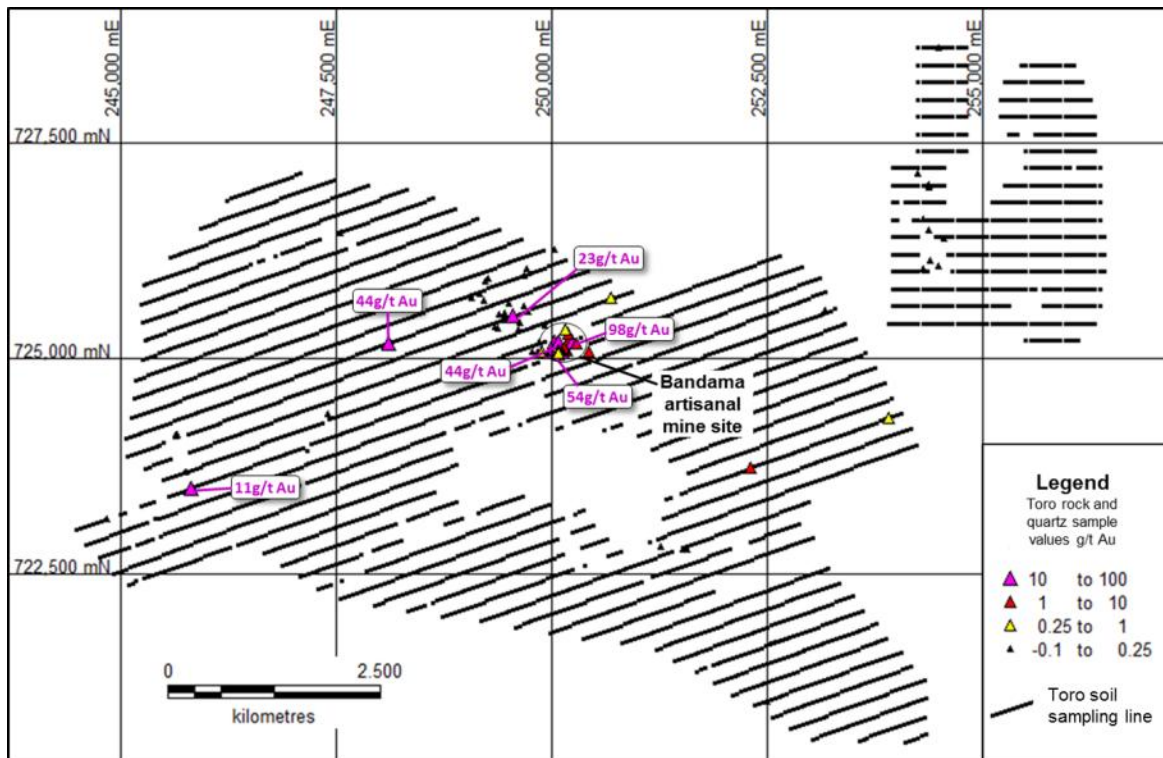 245,000 mE
247,500 mE
250,000 mE
252,500 mE
255,000 mE
727,500 mN
23g/t Au
44g/t Au
98g/t Au
725,000 mN
44g/t Au
54g/t Au
Bandama
artisanal
mine site
11g/t Au
722,500 mN
0 2.500
kilometres
Legend
Toro rock and
quartz sample
values g/t Au
10 to 100
1 to 10
0.25 to 1
-0.1 to 0.25
Toro soil
sampling line